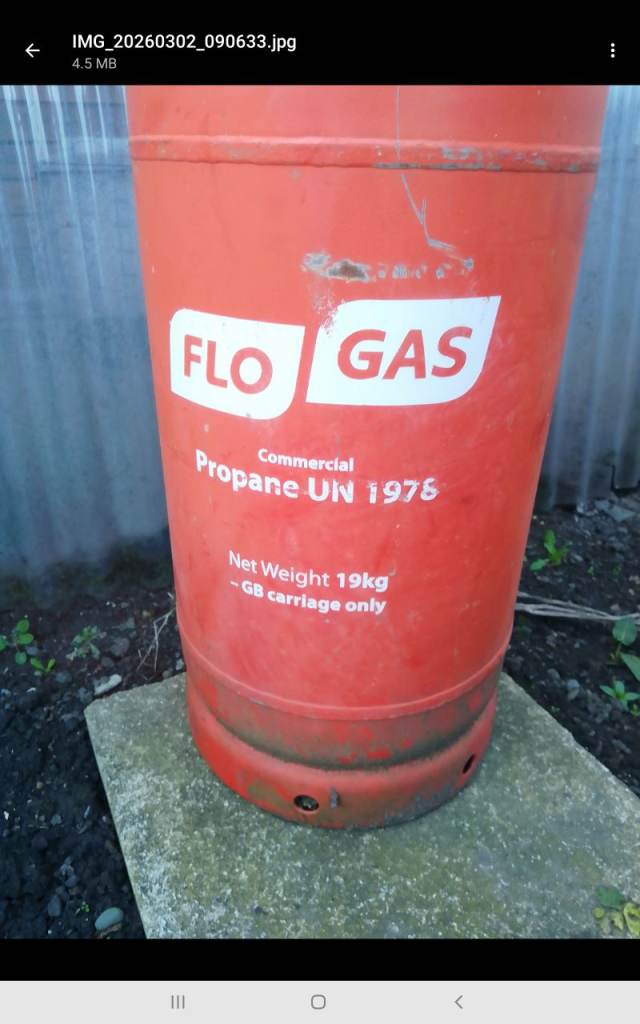 IMG_20260302_090633.jpg
4.5 MB
FLO GAS
Commercial
Propane UN 1978
Net Weight 19kg
– GB carriage only